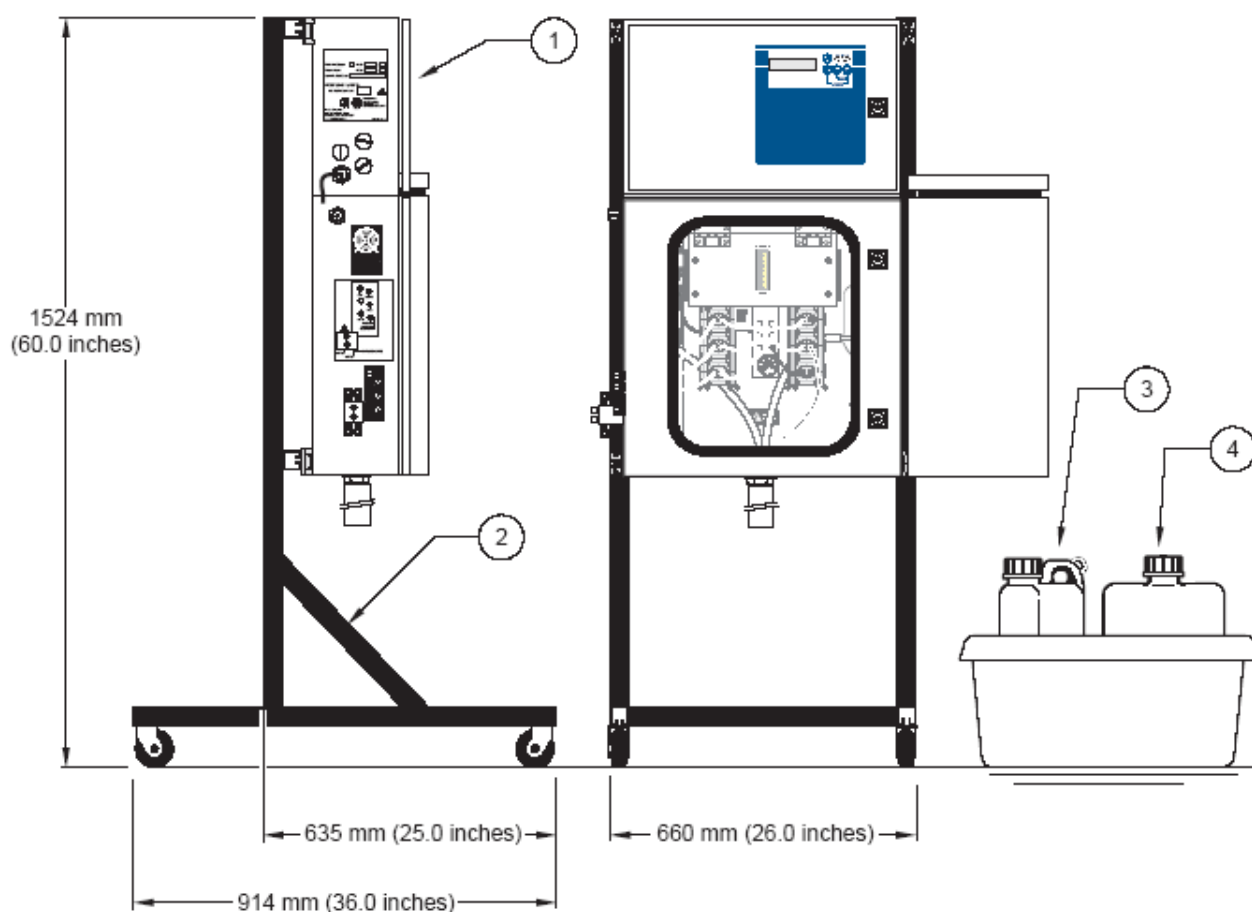 1
1524 mm
(60.0 inches)
2
3
4
635 mm (25.0 inches)
660 mm (26.0 inches)
914 mm (36.0 inches)